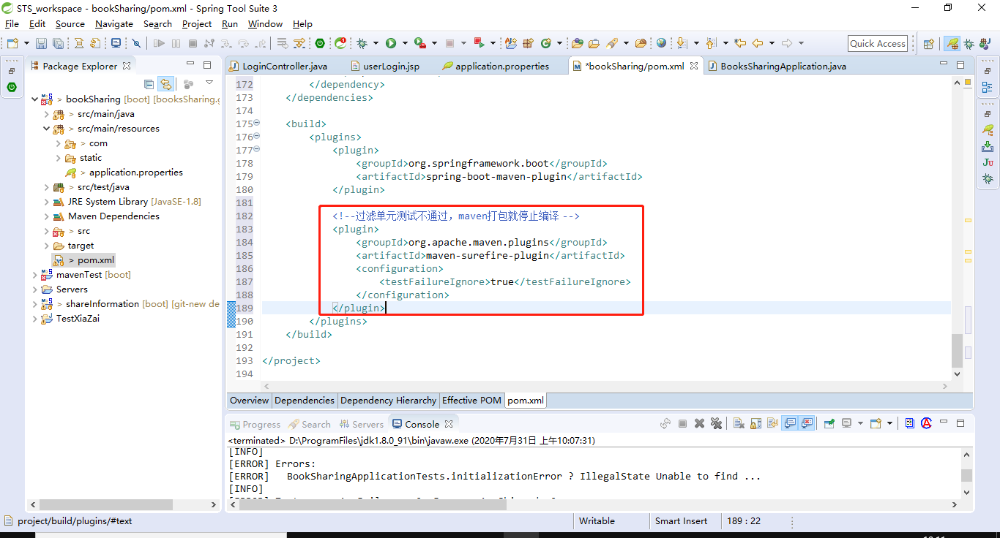 STS_workspace - bookSharing/pom.xml - Spring Tool Suite 3
File Edit Source Navigate Search Project Run Window Help
Quick Access
Package Explorer
LoginController.java userLogin.jsp application.properties *bookSharing/pom.xml BooksSharingApplication.java
> bookSharing [boot] [booksSharing.g
> src/main/java
> src/main/resources
> com
static
> application.properties
> src/test/java
JRE System Library [JavaSE-1.8]
Maven Dependencies
> src
target
> pom.xml
mavenTest [boot]
Servers
> shareInformation [boot] [git-new de
TestXiaZai
172 </dependency>
173 </dependencies>
174
175 <build>
176 <plugins>
177 <plugin>
178 <groupId>org.springframework.boot</groupId>
179 <artifactId>spring-boot-maven-plugin</artifactId>
180 </plugin>
181
182 <!--过滤单元测试不通过，maven打包就停止编译 -->
183 <plugin>
184 <groupId>org.apache.maven.plugins</groupId>
185 <artifactId>maven-surefire-plugin</artifactId>
186 <configuration>
187 <testFailureIgnore>true</testFailureIgnore>
188 </configuration>
189 </plugin>
190 </plugins>
191 </build>
192
193 </project>
194
Overview Dependencies Dependency Hierarchy Effective POM pom.xml
Progress Search Servers Console
<terminated> D:\ProgramFiles\jdk1.8.0_91\bin\javaw.exe (2020年7月31日 上午10:07:31)
[INFO]
[ERROR] Errors:
[ERROR] BookSharingApplicationTests.initializationError ? IllegalState Unable to find ...
[INFO]
project/build/plugins/#text Writable Smart Insert 189 : 22